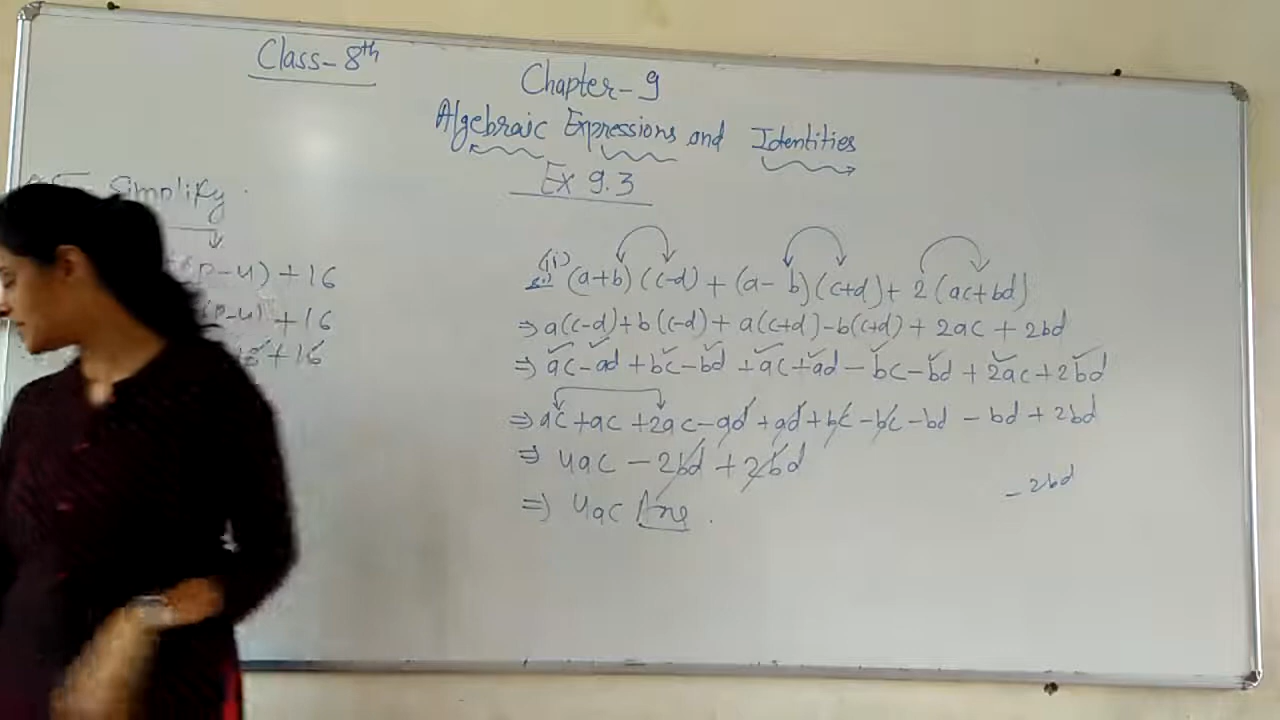 Class-8th
Chapter-9
Algebraic Expressions and Identities
Ex 9.3
Simplify
(p-4) + 16
(p-4) + 16
+16
(ii)
(a+b) (c-d) + (a-b) (c+d) + 2 (ac+bd)
⇒ a(c-d) + b(c-d) + a(c+d) - b(c+d) + 2ac + 2bd
⇒ ac - ad + bc - bd + ac + ad - bc - bd + 2ac + 2bd
⇒ ac + ac + 2ac - ad + ad + bc - bc - bd - bd + 2bd
⇒ 4ac - 2bd + 2bd
- 2bd
⇒ 4ac Ans.